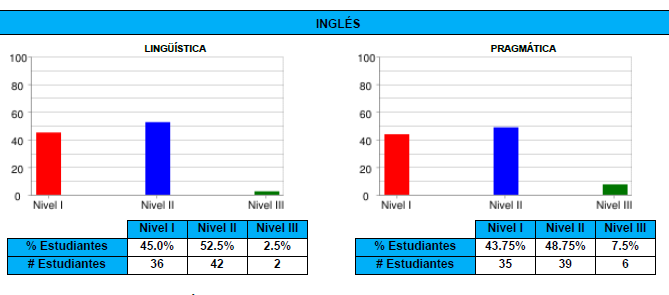 INGLÉS
LINGÜÍSTICA
100
80
60
40
20
0
Nivel I Nivel II Nivel III
Nivel I Nivel II Nivel III
% Estudiantes 45.0% 52.5% 2.5%
# Estudiantes 36 42 2
PRAGMÁTICA
100
80
60
40
20
0
Nivel I Nivel II Nivel III
Nivel I Nivel II Nivel III
% Estudiantes 43.75% 48.75% 7.5%
# Estudiantes 35 39 6